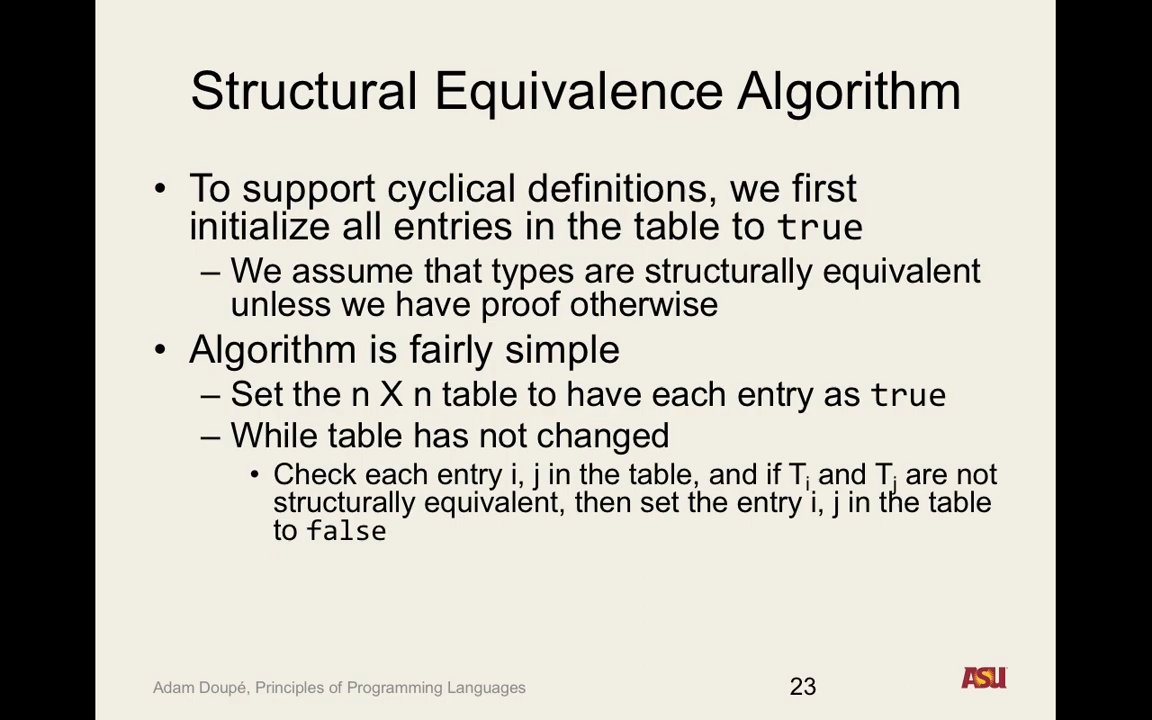 Structural Equivalence Algorithm
• To support cyclical definitions, we first
initialize all entries in the table to true
– We assume that types are structurally equivalent
unless we have proof otherwise
• Algorithm is fairly simple
– Set the n X n table to have each entry as true
– While table has not changed
• Check each entry i, j in the table, and if Ti and Tj are not
structurally equivalent, then set the entry i, j in the table
to false
Adam Doupé, Principles of Programming Languages
23
ASU